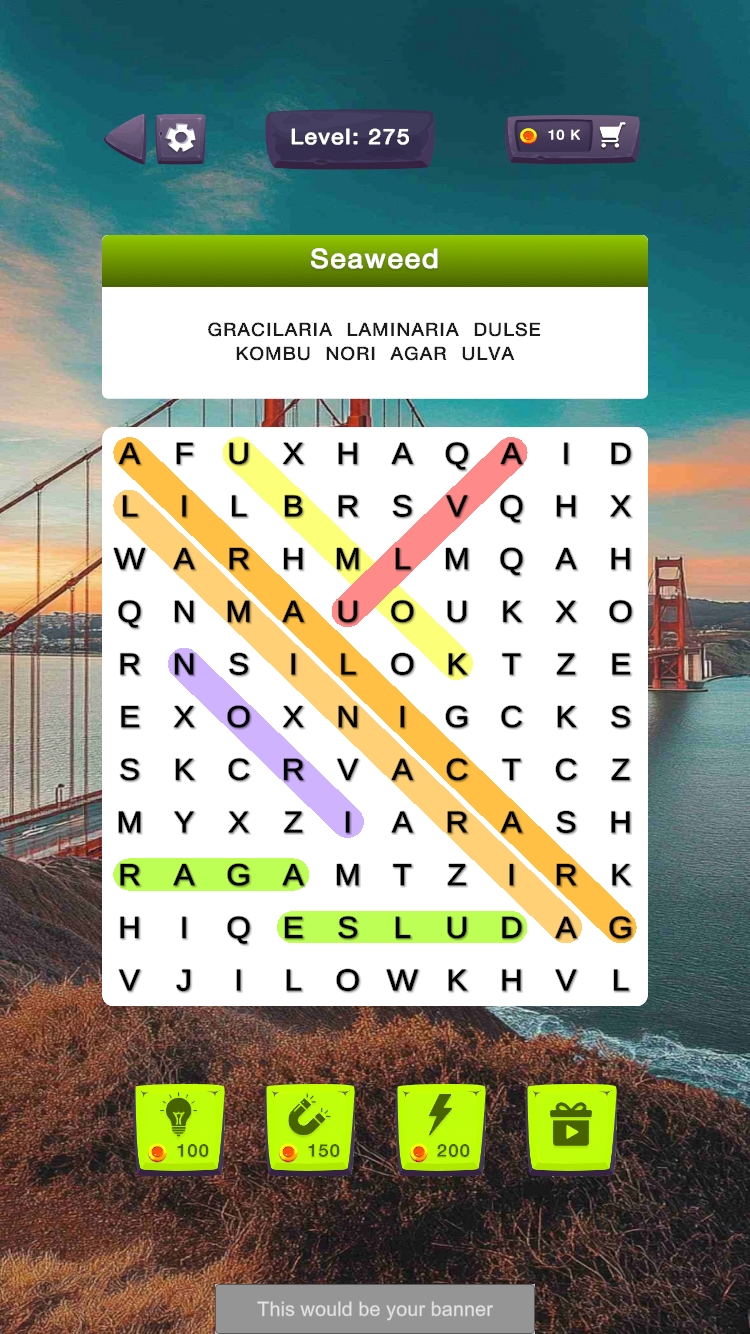 Level: 275
10 K
Seaweed
GRACILARIA LAMINARIA DULSE
KOMBU NORI AGAR ULVA
A F U X H A Q A I D
L I L B R S V Q H X
W A R H M L M Q A H
Q N M A U O U K X O
R N S I L O K T Z E
E X O X N I G C K S
S K C R V A C T C Z
M Y X Z I A R A S H
R A G A M T Z I R K
H I Q E S L U D A G
V J I L O W K H V L
100 150 200
This would be your banner